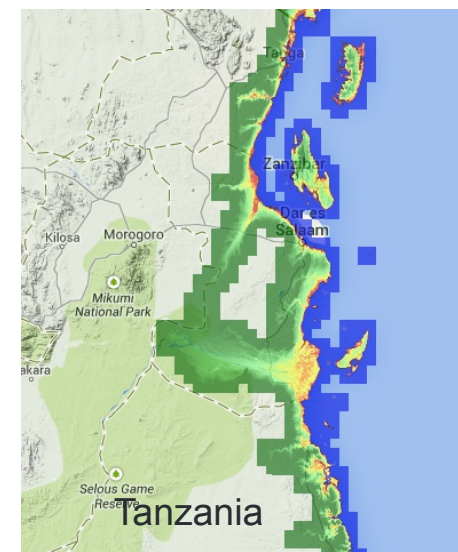 Tanga
Zanzibar
Dar es
Salaam
Kilosa
Morogoro
Mikumi
National Park
akara
Selous Game
Reserve
Tanzania